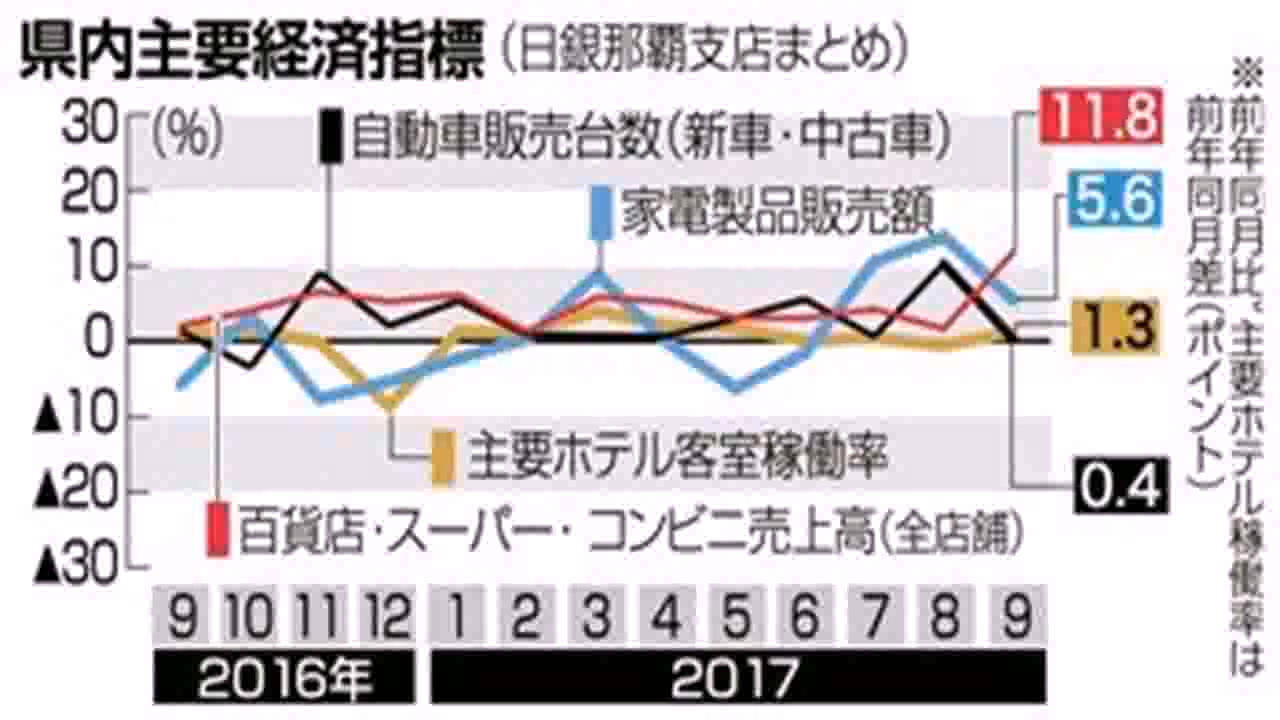 県内主要経済指標（日銀那覇支店まとめ）
30（%）
20
10
0
▲10
▲20
▲30
自動車販売台数（新車・中古車）
家電製品販売額
主要ホテル客室稼働率
百貨店・スーパー・コンビニ売上高（全店舗）
11.8
5.6
1.3
0.4
9 10 11 12 1 2 3 4 5 6 7 8 9
2016年 2017
※前年同月比、主要ホテル稼働率は
前年同月差（ポイント）